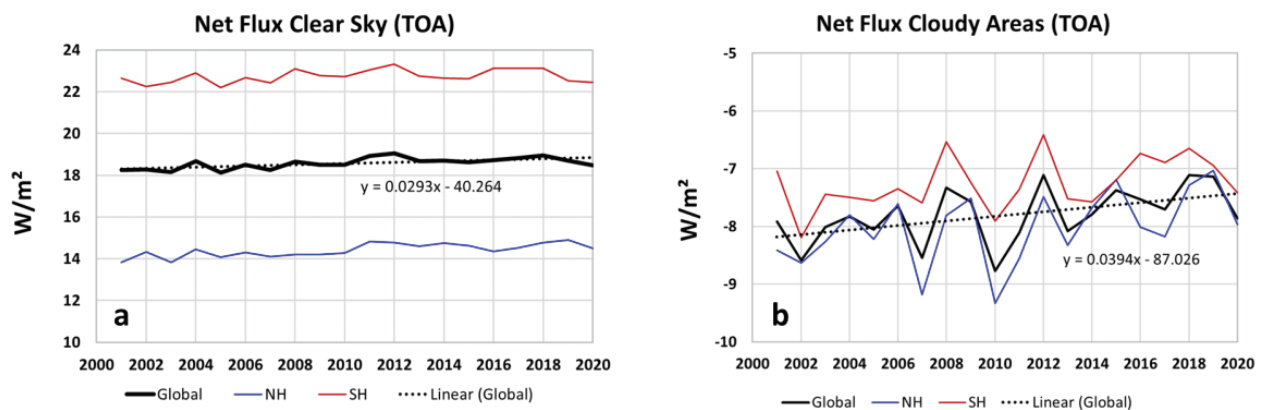 Net Flux Clear Sky (TOA)
a
24
22
20
18
16
14
12
10
W/m²
y = 0.0293x - 40.264
2000 2002 2004 2006 2008 2010 2012 2014 2016 2018 2020
Global NH SH Linear (Global)
Net Flux Cloudy Areas (TOA)
b
-5
-6
-7
-8
-9
-10
W/m²
y = 0.0394x - 87.026
2000 2002 2004 2006 2008 2010 2012 2014 2016 2018 2020
Global NH SH Linear (Global)